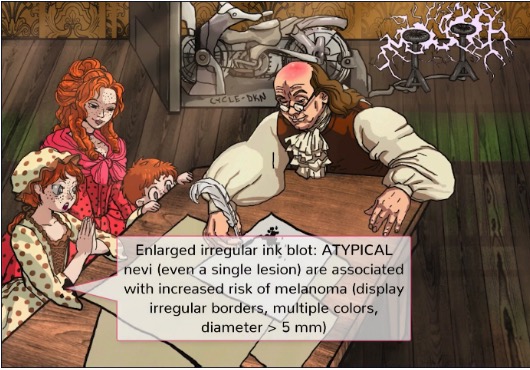 CYCLE-DKN
Enlarged irregular ink blot: ATYPICAL
nevi (even a single lesion) are associated
with increased risk of melanoma (display
irregular borders, multiple colors,
diameter > 5 mm)